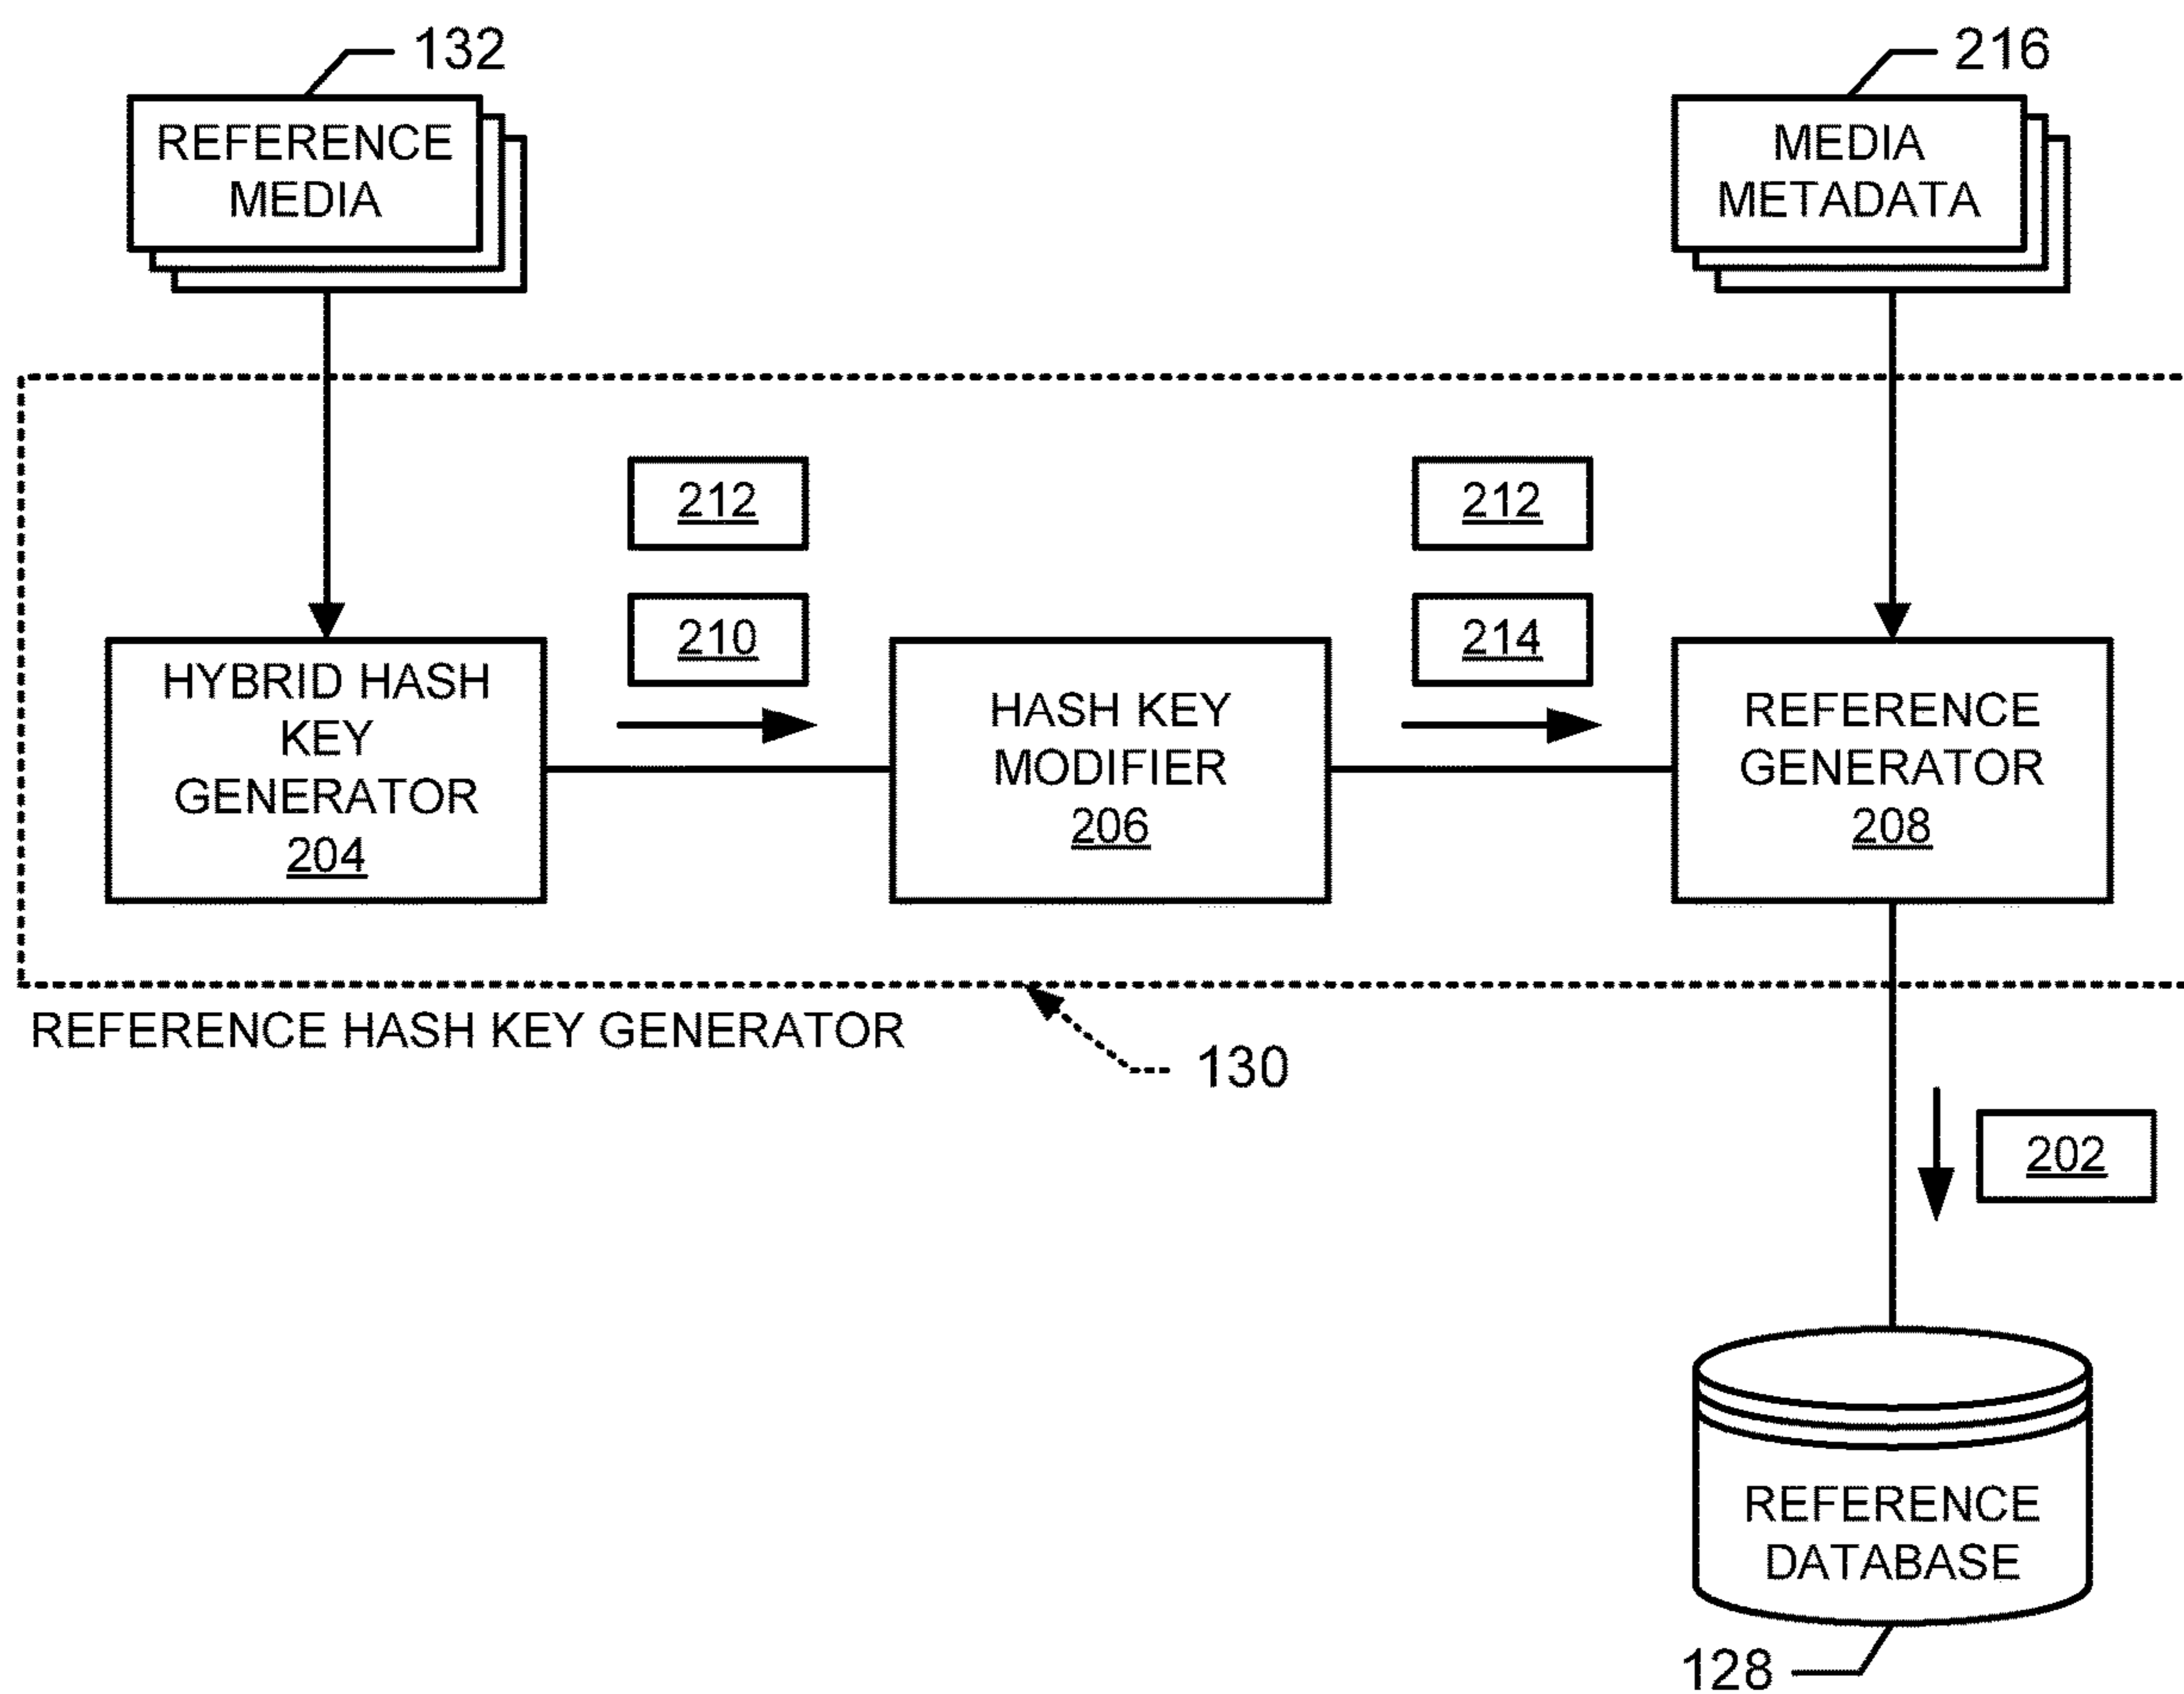 132
216
REFERENCE
MEDIA
MEDIA
METADATA
212
212
210
214
HYBRID HASH
KEY
GENERATOR
204
HASH KEY
MODIFIER
206
REFERENCE
GENERATOR
208
REFERENCE HASH KEY GENERATOR
130
202
REFERENCE
DATABASE
128